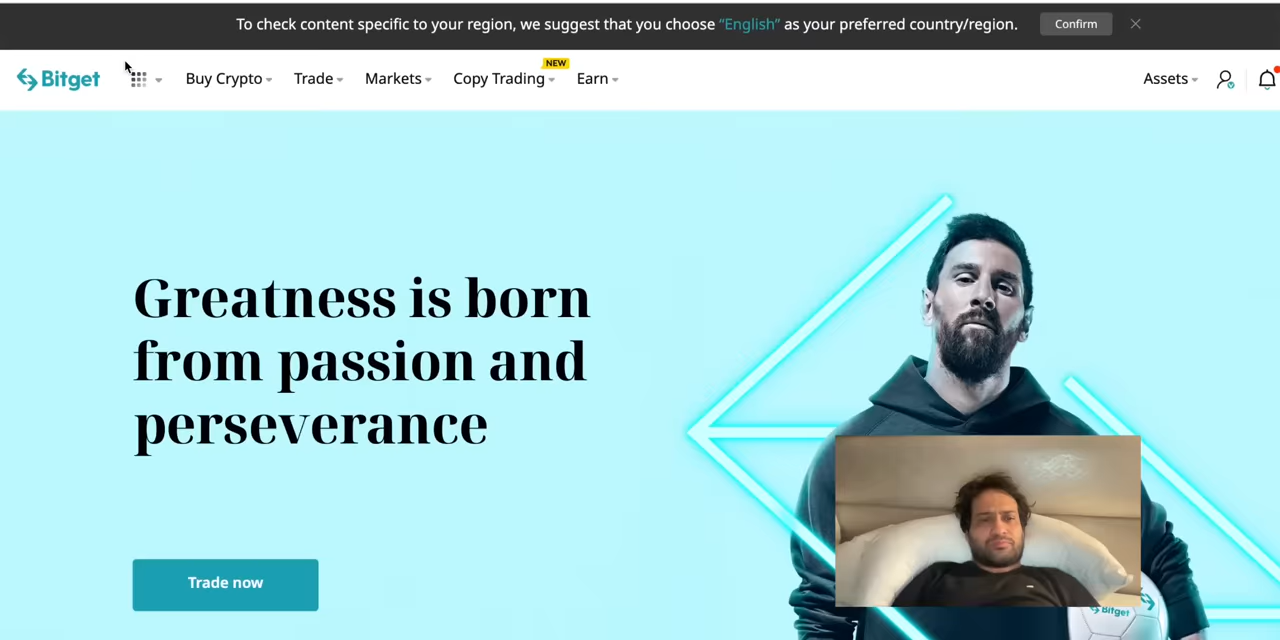 To check content specific to your region, we suggest that you choose “English” as your preferred country/region.
Confirm
Bitget
Buy Crypto
Trade
Markets
Copy Trading
NEW
Earn
Assets
Greatness is born
from passion and
perseverance
Trade now
Bitget